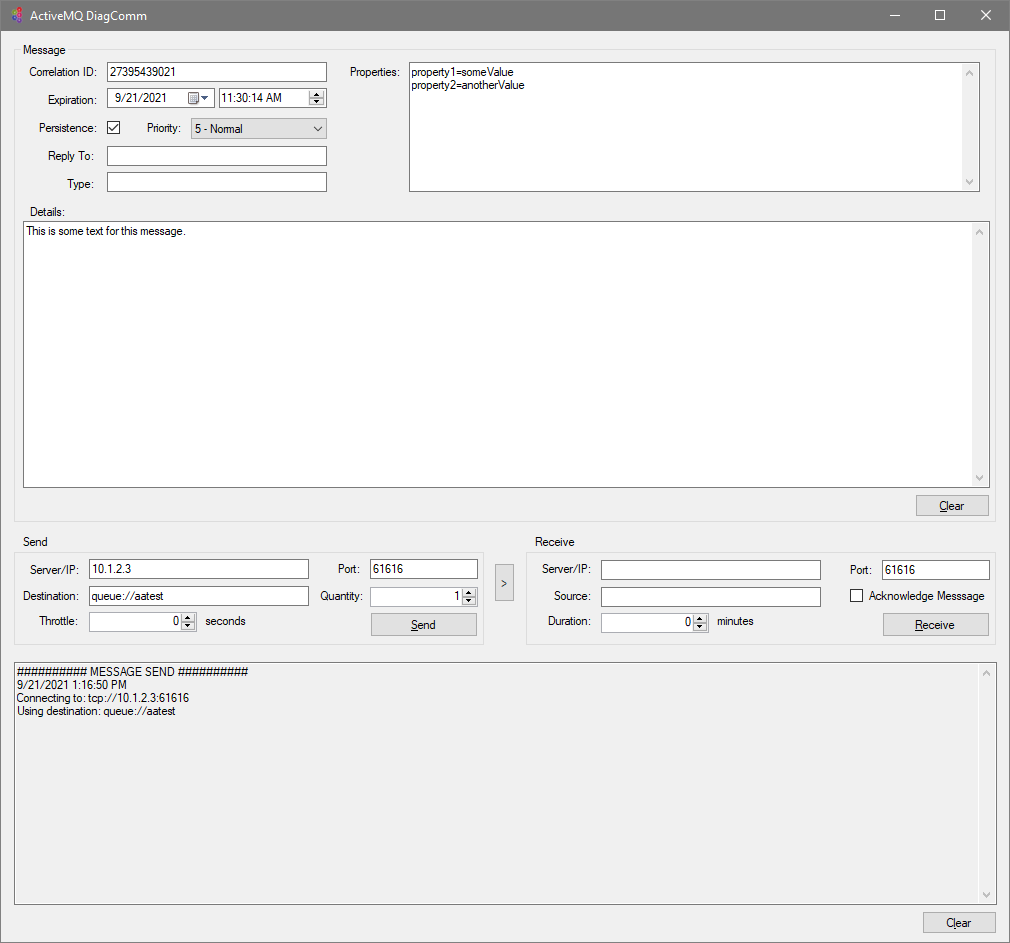 ActiveMQ DiagComm
Message
Correlation ID: 27395439021
Properties: property1=someValue
property2=anotherValue
Expiration: 9/21/2021 11:30:14 AM
Persistence: Priority: 5 - Normal
Reply To:
Type:
Details:
This is some text for this message.
Clear
Send
Server/IP: 10.1.2.3 Port: 61616
Destination: queue://aatest Quantity: 1
Throttle: 0 seconds Send
>
Receive
Server/IP: Port: 61616
Source: Acknowledge Messsage
Duration: 0 minutes Receive
########## MESSAGE SEND ##########
9/21/2021 1:16:50 PM
Connecting to: tcp://10.1.2.3:61616
Using destination: queue://aatest
Clear